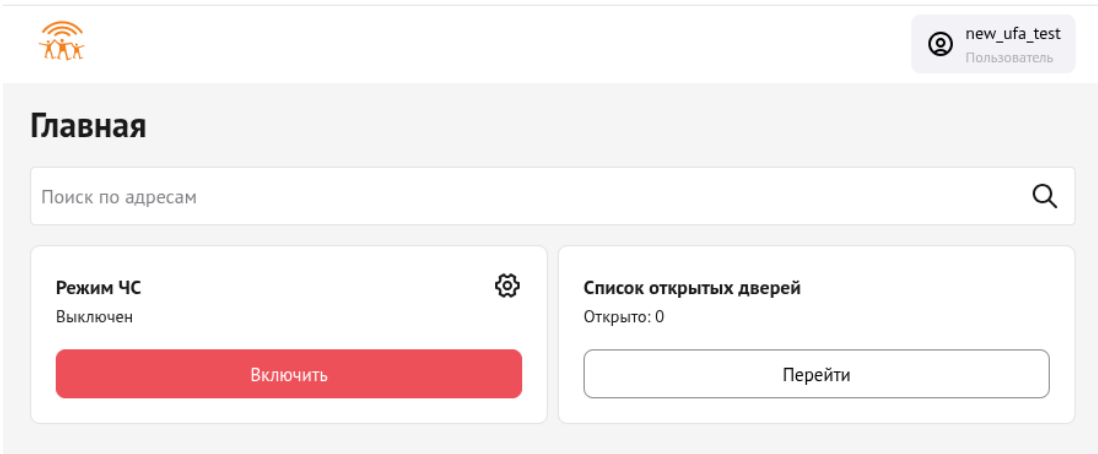 new_ufa_test
Пользователь
Главная
Поиск по адресам
Режим ЧС
Выключен
Включить
Список открытых дверей
Открыто: 0
Перейти